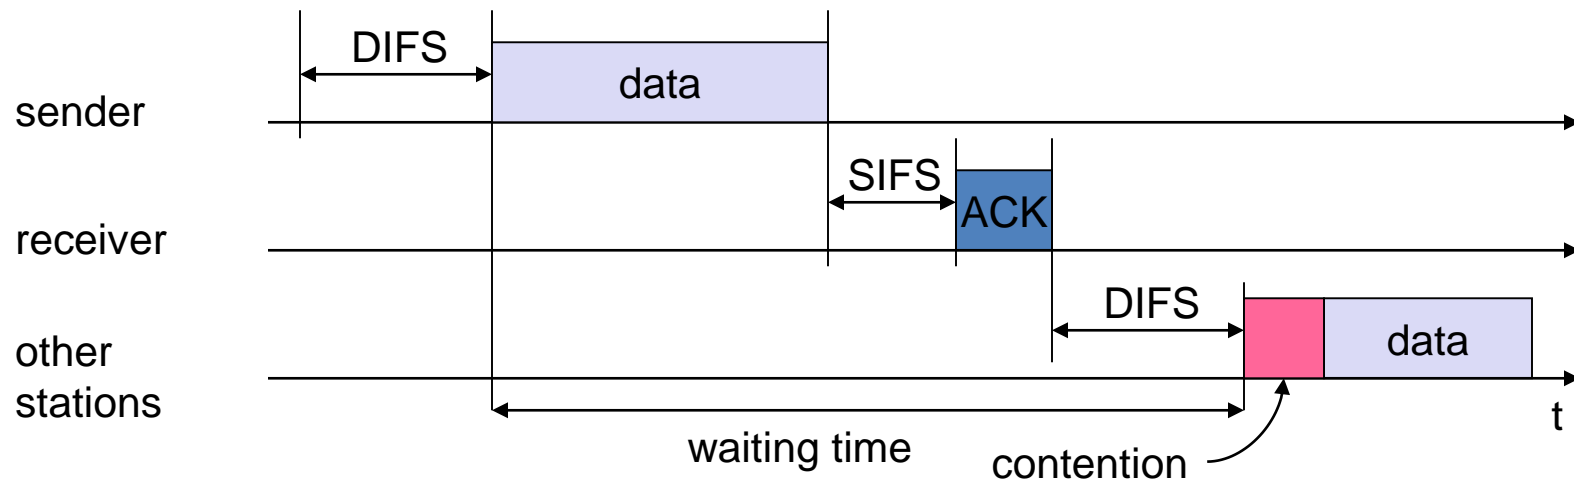 DIFS
data
sender
SIFS
ACK
receiver
DIFS
data
other
stations
t
waiting time
contention